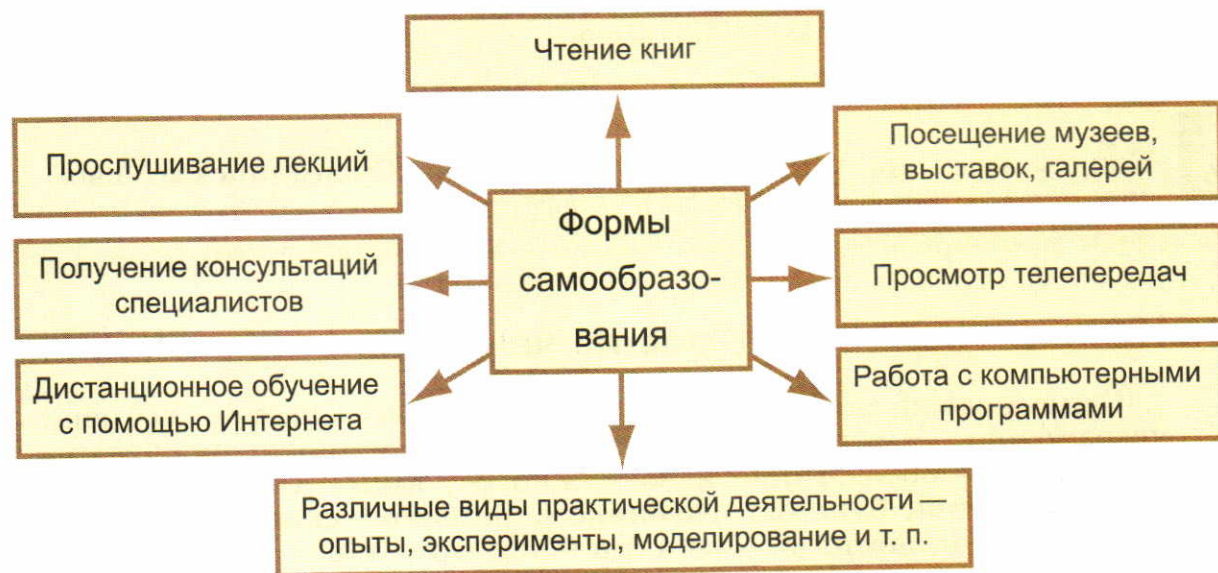 Чтение книг
Прослушивание лекций
Посещение музеев,
выставок, галерей
Формы
самообразо-
вания
Получение консультаций
специалистов
Просмотр телепередач
Дистанционное обучение
с помощью Интернета
Работа с компьютерными
программами
Различные виды практической деятельности —
опыты, эксперименты, моделирование и т. п.